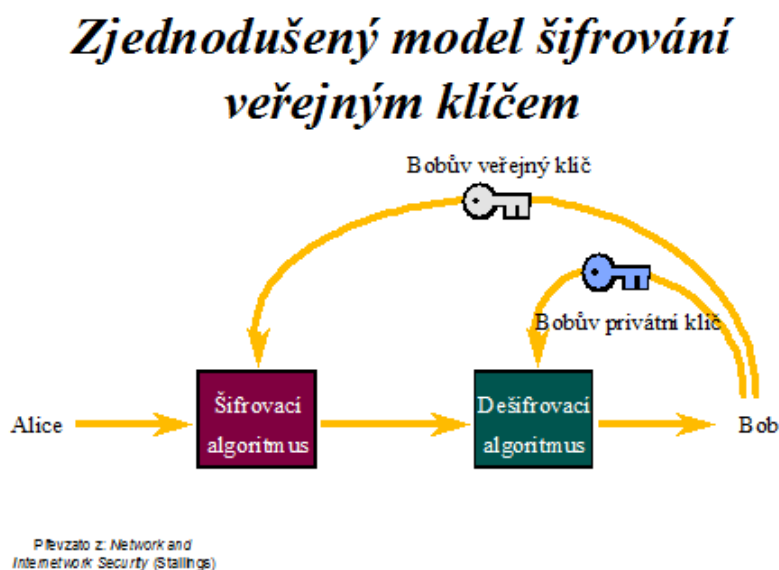 Zjednodušený model šifrování
veřejným klíčem
Bobův veřejný klíč
Bobův privátní klíč
Šifrovací
algoritmus
Dešifrovací
algoritmus
Alice
Bob
Převzato z: Network and
Internetwork Security (Stallings)